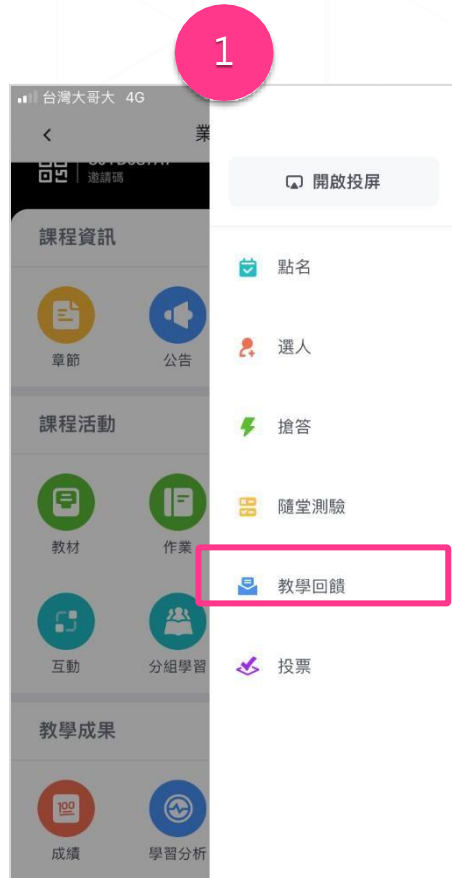 1
台灣大哥大 4G
業
邀請碼
開啟投屏
課程資訊
點名
章節
公告
選人
課程活動
搶答
教材
作業
隨堂測驗
教學回饋
互動
分組學習
投票
教學成果
100
成績
學習分析